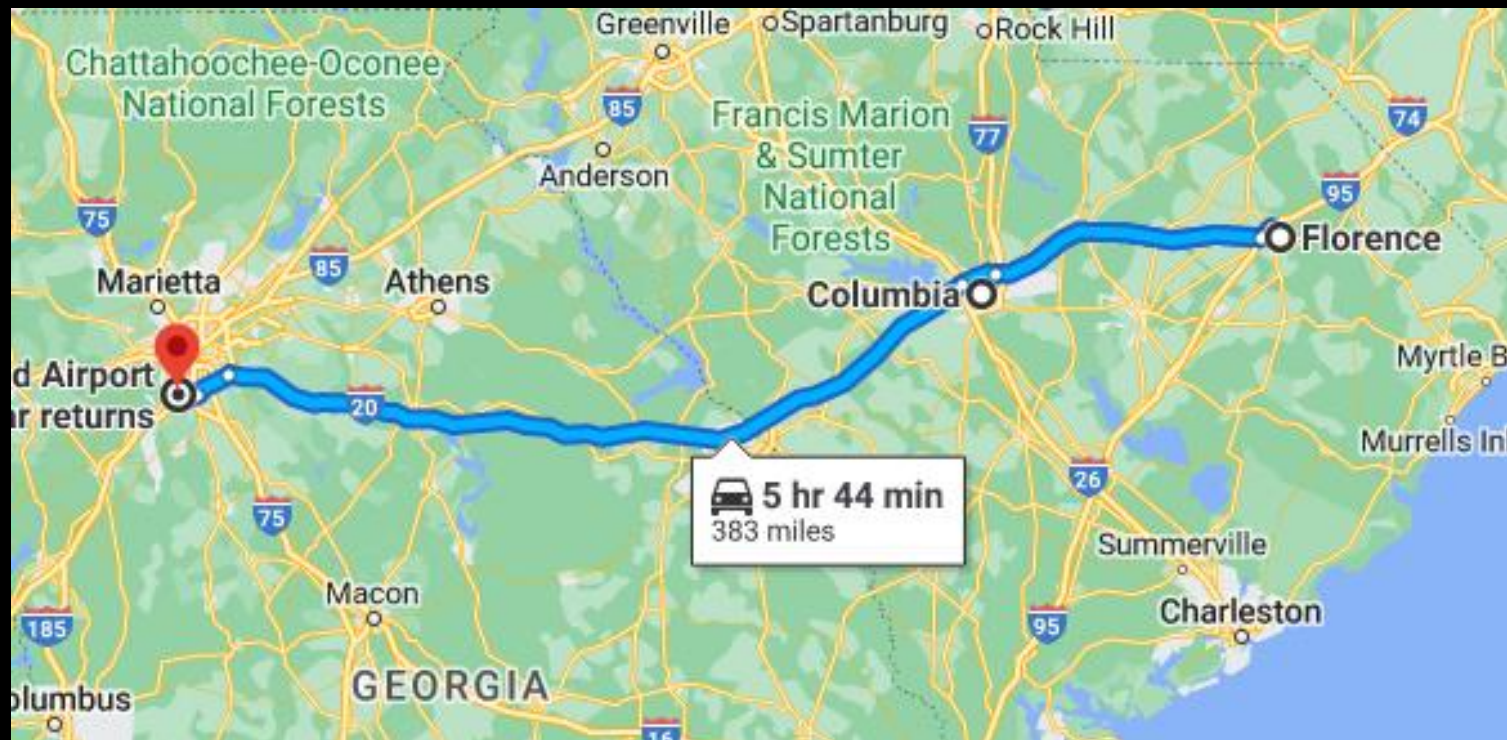 Greenville
Spartanburg
Rock Hill
Chattahoochee-Oconee
National Forests
85
Francis Marion
& Sumter
National
Forests
77
74
Anderson
75
95
Florence
85
Marietta
Athens
Columbia
d Airport
ar returns
20
Myrtle B
Murrells In
5 hr 44 min
383 miles
26
75
Summerville
Macon
Charleston
185
95
GEORGIA
olumbus
16